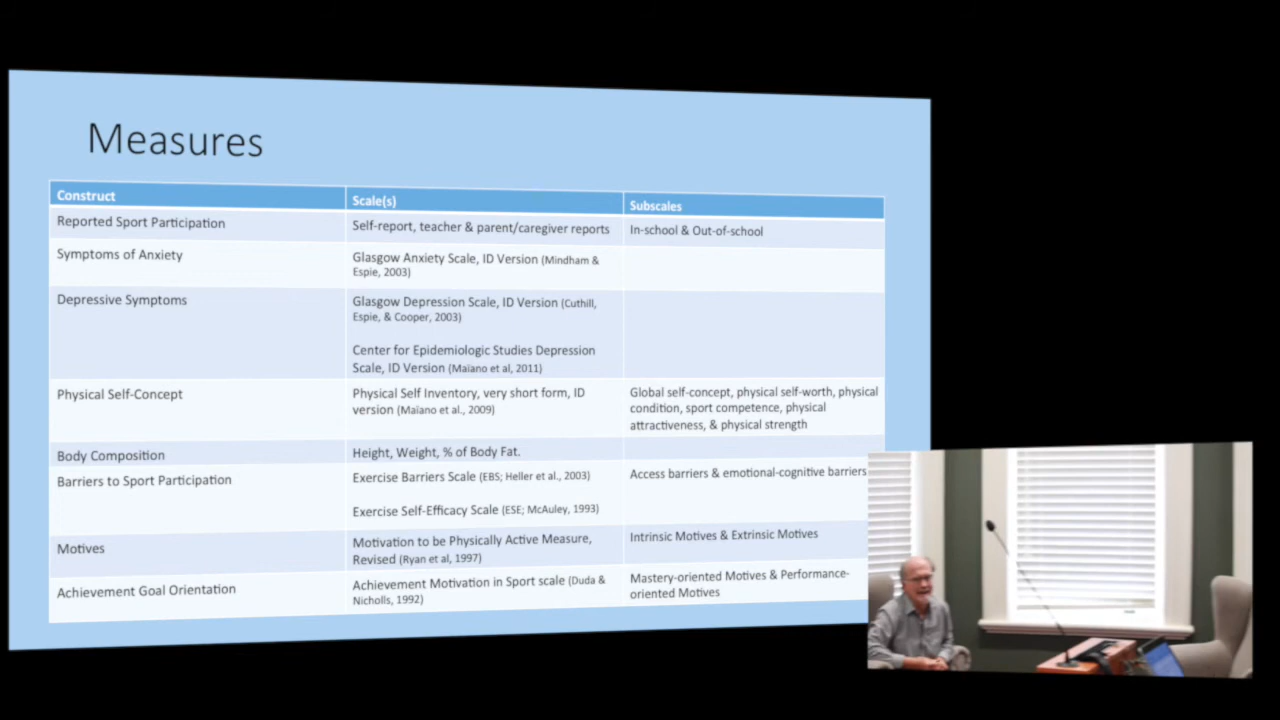 Measures
Construct
Scale(s)
Subscales
Reported Sport Participation
Self-report, teacher & parent/caregiver reports
In-school & Out-of-school
Symptoms of Anxiety
Glasgow Anxiety Scale, ID Version (Mindham &
Espie, 2003)
Depressive Symptoms
Glasgow Depression Scale, ID Version (Cuthill,
Espie, & Cooper, 2003)
Center for Epidemiologic Studies Depression
Scale, ID Version (Maïano et al, 2011)
Physical Self-Concept
Physical Self Inventory, very short form, ID
version (Maïano et al., 2009)
Global self-concept, physical self-worth, physical
condition, sport competence, physical
attractiveness, & physical strength
Body Composition
Height, Weight, % of Body Fat.
Barriers to Sport Participation
Exercise Barriers Scale (EBS; Heller et al., 2003)
Exercise Self-Efficacy Scale (ESE; McAuley, 1993)
Access barriers & emotional-cognitive barriers
Motives
Motivation to be Physically Active Measure,
Revised (Ryan et al, 1997)
Intrinsic Motives & Extrinsic Motives
Achievement Goal Orientation
Achievement Motivation in Sport scale (Duda &
Nicholls, 1992)
Mastery-oriented Motives & Performance-
oriented Motives